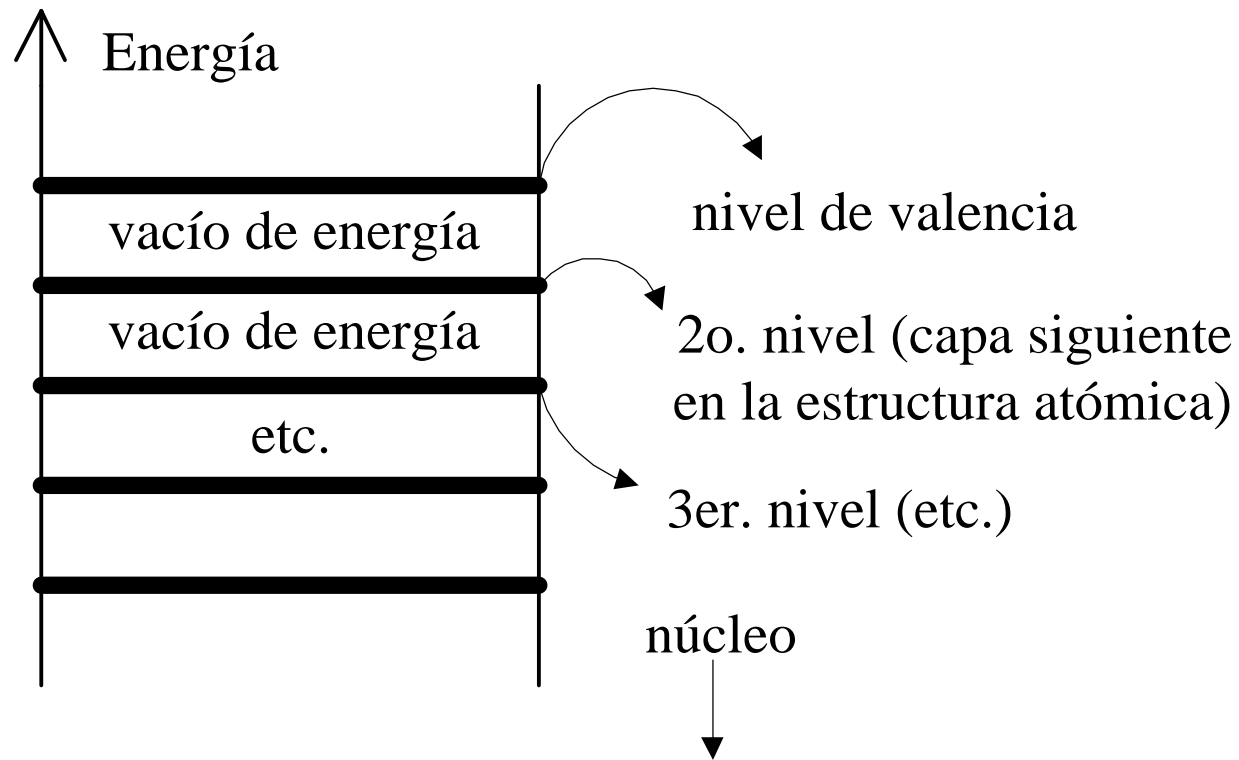 Energía
vacío de energía
nivel de valencia
vacío de energía
2o. nivel (capa siguiente
en la estructura atómica)
etc.
3er. nivel (etc.)
núcleo